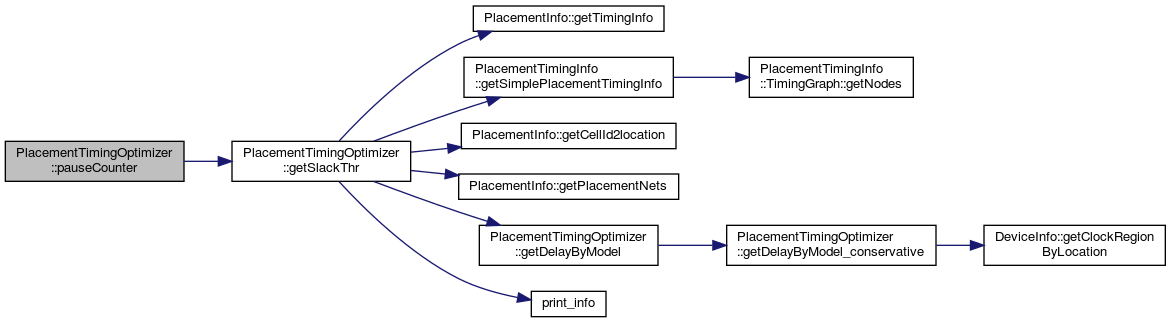 PlacementInfo::getTimingInfo
PlacementTimingInfo
::getSimplePlacementTimingInfo
PlacementTimingInfo
::TimingGraph::getNodes
PlacementTimingOptimizer
::pauseCounter
PlacementTimingOptimizer
::getSlackThr
PlacementInfo::getCellId2location
PlacementInfo::getPlacementNets
PlacementTimingOptimizer
::getDelayByModel
PlacementTimingOptimizer
::getDelayByModel_conservative
DeviceInfo::getClockRegion
ByLocation
print_info